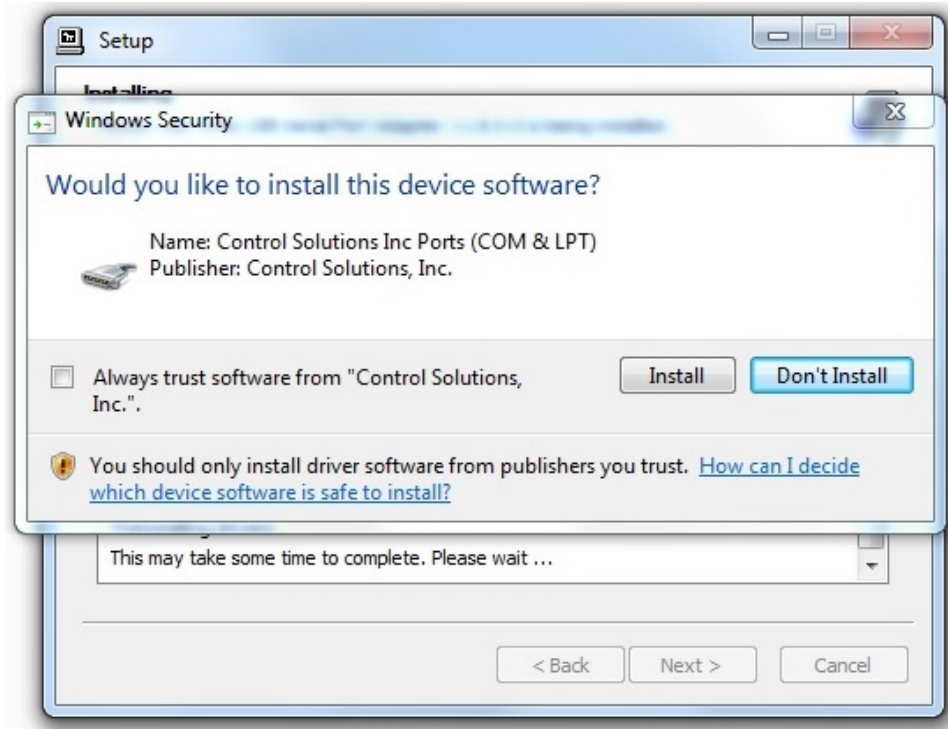 Setup
Installing
Windows Security
Would you like to install this device software?
Name: Control Solutions Inc Ports (COM & LPT)
Publisher: Control Solutions, Inc.
Always trust software from "Control Solutions,
Inc.".
Install
Don't Install
You should only install driver software from publishers you trust. How can I decide
which device software is safe to install?
This may take some time to complete. Please wait ...
< Back
Next >
Cancel